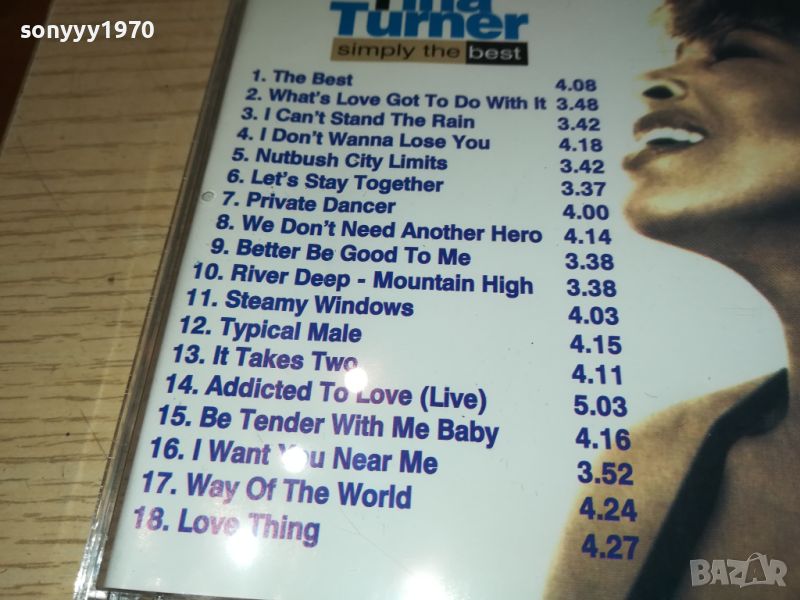 sonyyy1970
Tina
Turner
simply the best
1. The Best 4.08
2. What's Love Got To Do With It 3.48
3. I Can't Stand The Rain 3.42
4. I Don't Wanna Lose You 4.18
5. Nutbush City Limits 3.42
6. Let's Stay Together 3.37
7. Private Dancer 4.00
8. We Don't Need Another Hero 4.14
9. Better Be Good To Me 3.38
10. River Deep - Mountain High 3.38
11. Steamy Windows 4.03
12. Typical Male 4.15
13. It Takes Two 4.11
14. Addicted To Love (Live) 5.03
15. Be Tender With Me Baby 4.16
16. I Want You Near Me 3.52
17. Way Of The World 4.24
18. Love Thing 4.27
BAZAR